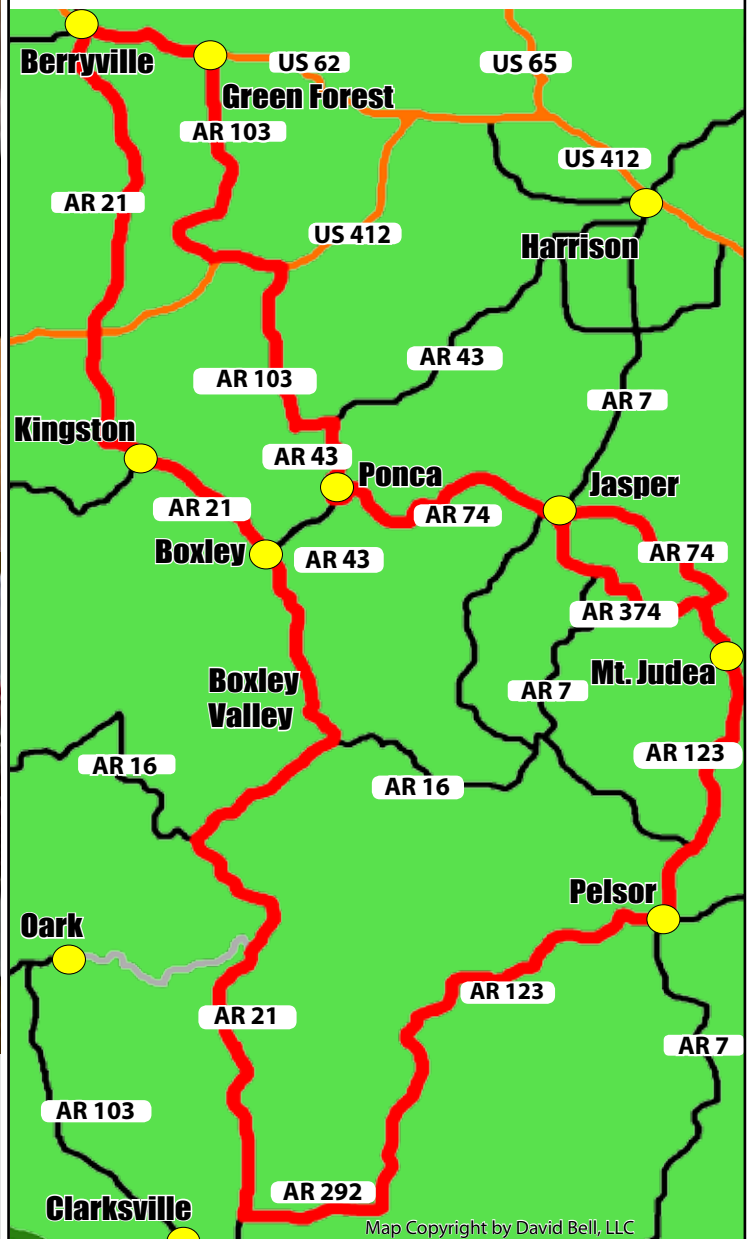 Berryville
US 62
US 65
Green Forest
AR 103
US 412
AR 21
US 412
Harrison
AR 43
AR 103
AR 7
Kingston
AR 43
Ponca
Jasper
AR 21
AR 74
Boxley
AR 43
AR 74
AR 374
Boxley
Valley
Mt. Judea
AR 7
AR 123
AR 16
AR 16
Pelsor
Oark
AR 123
AR 21
AR 7
AR 103
AR 292
Clarksville
Map Copyright by David Bell, LLC